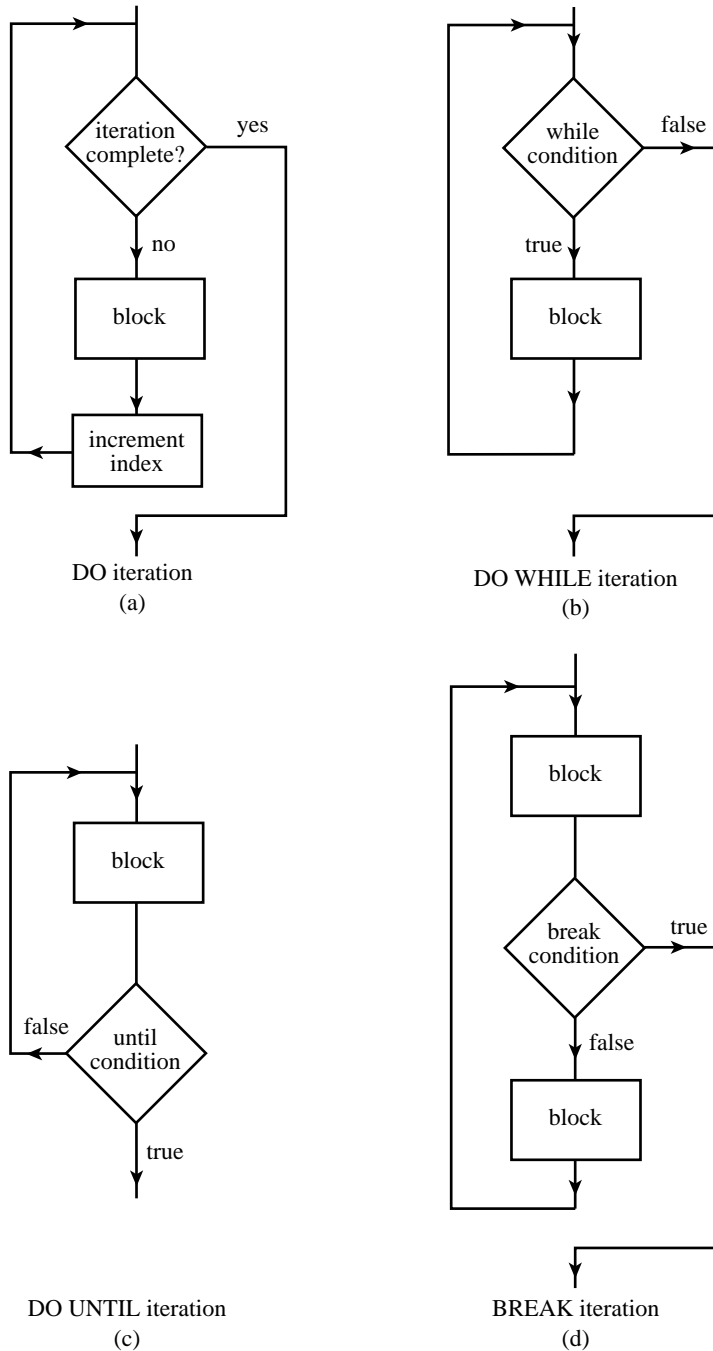 iteration
complete?
yes
no
block
increment
index
DO iteration
(a)
while
condition
false
true
block
DO WHILE iteration
(b)
block
until
condition
false
true
DO UNTIL iteration
(c)
block
break
condition
true
false
block
BREAK iteration
(d)